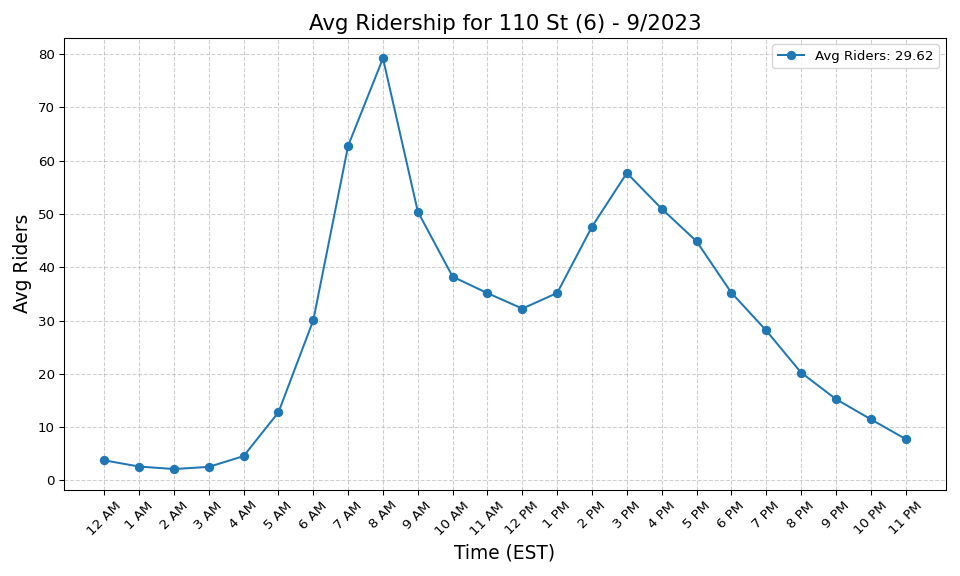 Avg Ridership for 110 St (6) - 9/2023
Avg Riders: 29.62
Avg Riders
80
70
60
50
40
30
20
10
0
12 AM
1 AM
2 AM
3 AM
4 AM
5 AM
6 AM
7 AM
8 AM
9 AM
10 AM
11 AM
12 PM
1 PM
2 PM
3 PM
4 PM
5 PM
6 PM
7 PM
8 PM
9 PM
10 PM
11 PM
Time (EST)